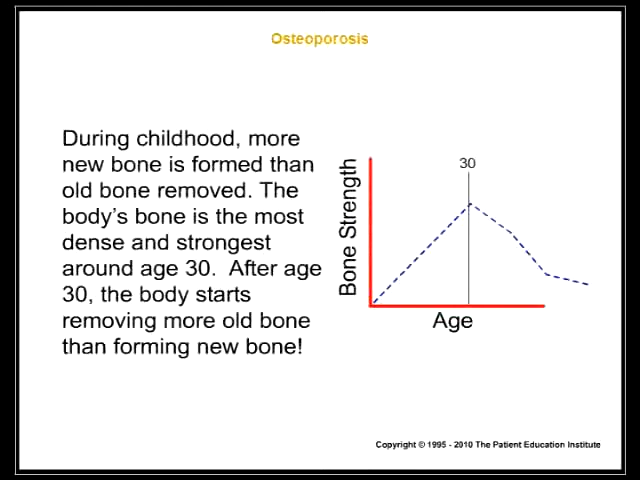 Osteoporosis
During childhood, more
new bone is formed than
old bone removed. The
body's bone is the most
dense and strongest
around age 30.  After age
30, the body starts
removing more old bone
than forming new bone!
30
Bone Strength
Age
Copyright © 1995 - 2010 The Patient Education Institute